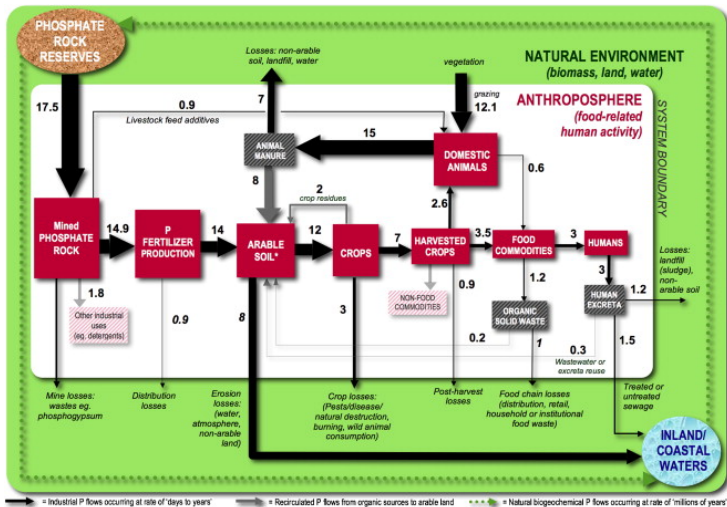 PHOSPHATE
ROCK
RESERVES
Losses: non-arable
soil, landfill, water
vegetation
NATURAL ENVIRONMENT
(biomass, land, water)
17.5
0.9
Livestock feed additives
7
grazing
12.1
ANTHROPOSPHERE
(food-related
human activity)
SYSTEM BOUNDARY
ANIMAL
MANURE
15
DOMESTIC
ANIMALS
0.6
8
2
crop residues
2.6
Mined
PHOSPHATE
ROCK
14.9
P
FERTILIZER
PRODUCTION
14
ARABLE
SOIL*
12
CROPS
7
HARVESTED
CROPS
3.5
FOOD
COMMODITIES
3
HUMANS
Losses:
landfill
(sludge),
non-
arable soil
1.8
Other industrial
uses
(eg. detergents)
0.9
8
3
NON-FOOD
COMMODITIES
0.9
1.2
ORGANIC
SOLID WASTE
1
3
HUMAN
EXCRETA
1.2
0.2
0.3
Wastewater or
excreta reuse
1.5
Mine losses:
wastes eg.
phosphogypsum
Distribution
losses
Erosion
losses:
(water,
atmosphere,
non-arable
land)
Crop losses:
(Pests/disease/
natural destruction,
burning, wild animal
consumption)
Post-harvest
losses
Food chain losses
(distribution, retail,
household or institutional
food waste)
Treated or
untreated
sewage
INLAND/
COASTAL
WATERS
= Industrial P flows occurring at rate of 'days to years'
= Recirculated P flows from organic sources to arable land
= Natural biogeochemical P flows occurring at rate of 'millions of years'